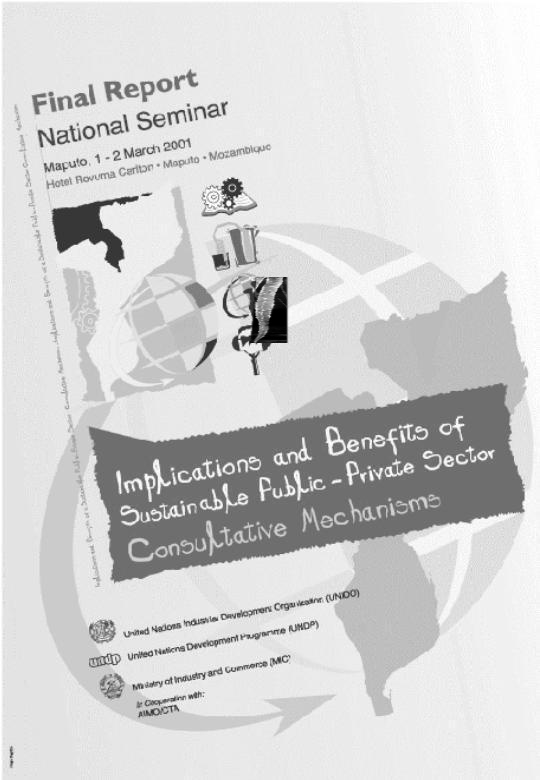 Final Report
National Seminar
Maputo, 1 - 2 March 2001
Hotel Rovuma Carlton • Maputo • Mozambique
Implications and Benefits of
Sustainable Public - Private Sector
Consultative Mechanisms
United Nations Industrial Development Organization (UNIDO)
undp United Nations Development Programme (UNDP)
Ministry of Industry and Commerce (MIC)
In Cooperation with:
AIMO/CTA